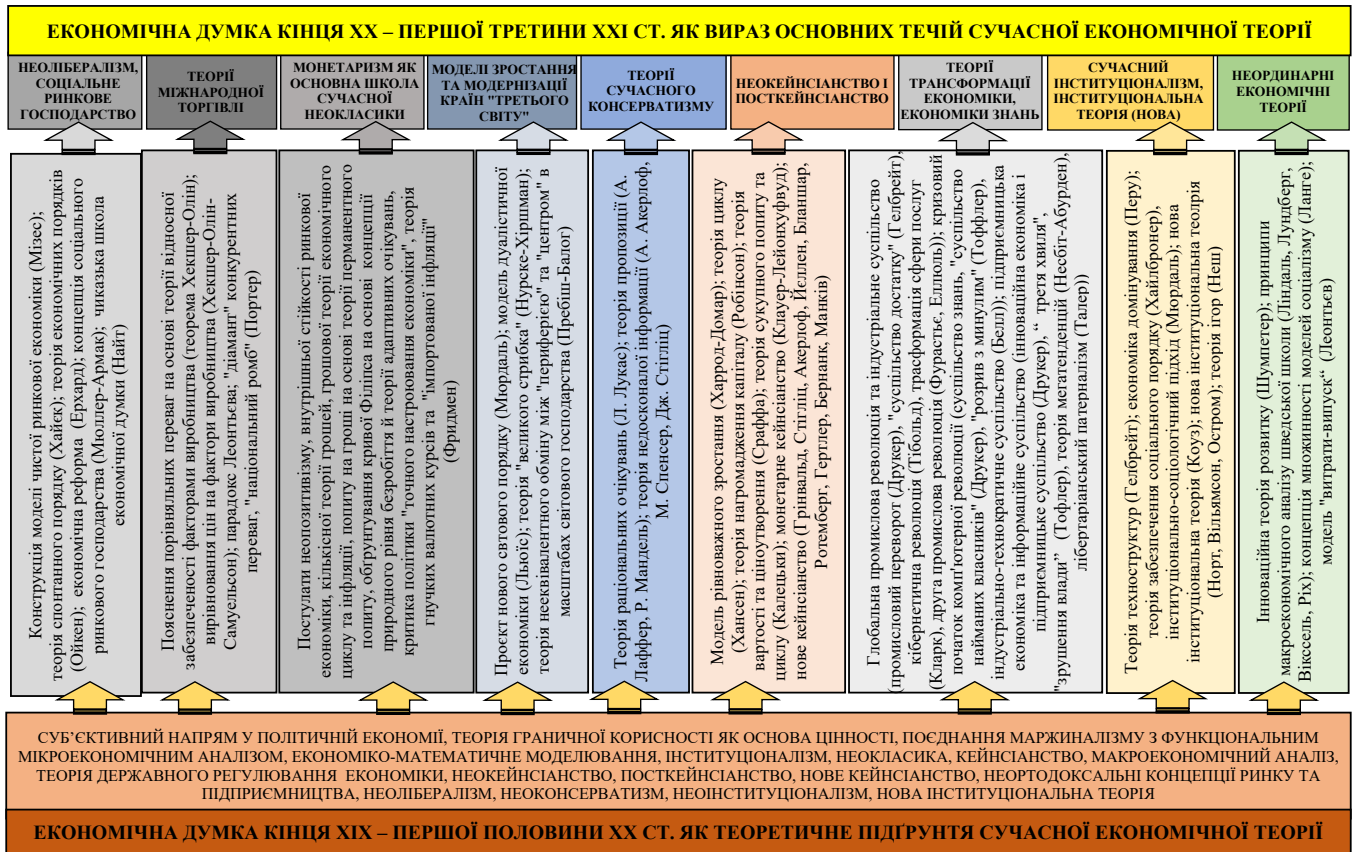 ЕКОНОМІЧНА ДУМКА КІНЦЯ ХХ – ПЕРШОЇ ТРЕТИНИ ХХІ СТ. ЯК ВИРАЗ ОСНОВНИХ ТЕЧІЙ СУЧАСНОЇ ЕКОНОМІЧНОЇ ТЕОРІЇ
НЕОЛІБЕРАЛІЗМ,
СОЦІАЛЬНЕ
РИНКОВЕ
ГОСПОДАРСТВО
ТЕОРІЇ
МІЖНАРОДНОЇ
ТОРГІВЛІ
МОНЕТАРИЗМ ЯК
ОСНОВНА ШКОЛА
СУЧАСНОЇ
НЕОКЛАСИКИ
МОДЕЛІ ЗРОСТАННЯ
ТА МОДЕРНІЗАЦІЇ
КРАЇН "ТРЕТЬОГО
СВІТУ"
ТЕОРІЇ
СУЧАСНОГО
КОНСЕРВАТИЗМУ
НЕОКЕЙНСІАНСТВО І
ПОСТКЕЙНСІАНСТВО
ТЕОРІЇ
ТРАНСФОРМАЦІЇ
ЕКОНОМІКИ,
ЕКОНОМІКИ ЗНАНЬ
СУЧАСНИЙ
ІНСТИТУЦІОНАЛІЗМ,
ІНСТИТУЦІОНАЛЬНА
ТЕОРІЯ (НОВА)
НЕОРДИНАРНІ
ЕКОНОМІЧНІ
ТЕОРІЇ
Конструкція моделі чистої ринкової економіки (Мізес);
теорія спонтанного порядку (Хайєк); теорія економічних порядків
(Ойкен); економічна реформа (Ерхард); концепція соціального
ринкового господарства (Мюллер-Армак); чиказька школа
економічної думки (Найт)
Пояснення порівняльних переваг на основі теорії відносної
забезпеченості факторами виробництва (теорема Хекшер-Олін);
вирівнювання цін на фактори виробництва (Хекшер-Олін-
Самуельсон); парадокс Леонтьєва; "діамант" конкурентних
переваг, "національний ромб" (Портер)
Постулати неопозитивізму, внутрішньої стійкості ринкової
економіки, кількісної теорії грошей, грошової теорії економічного
циклу та інфляції, попиту на гроші на основі теорії перманентного
попиту, обґрунтування кривої Філіпса на основі концепції
природного рівня безробіття й теорії адаптивних очікувань,
критика політики "точного настроювання економіки", теорія
гнучких валютних курсів та "імпортованої інфляції"
(Фридмен)
Проєкт нового євтового порядку (Мюрдаль); модель дуалістичної
економіки (Льюїс); теорія "великого стрибка" (Нурске-Хіршман);
теорія нееквівалентного обміну між "периферією" та "центром" в
масштабах світового господарства (Пребіш-Балог)
Теорія раціональних очікувань (Л. Лукас); теорія пропозиції (А.
Лаффер, Р. Мандель); теорія недосконалої інформації (А. Акерлоф,
М. Спенсер, Дж. Стігліц)
Модель рівноважного зростання (Харрод-Домар); теорія циклу
(Хансен); теорія нагромадження капіталу (Робінсон); теорія
вартості та ціноутворення (Сраффа); теорія сукупного попиту та
циклу (Калецьки); монетарне кейнсіанство (Клауер-Лейонхуфвуд);
нове кейнсіанство (Грінвальд, Стігліц, Акерлоф, Йєллен, Бланшар,
Ротемберг, Гертлер, Бернанк, Манків)
Глобальна промислова революція та індустріальне суспільство
(промисловий переворот (Друкер), "суспільство достатку" (Гелбрейт),
кібернетична революція (Тібольд), трасформація сфери послуг
(Кларк), друга промислова революція (Фурастьє, Еллюль)); кризовий
початок комп'ютерної революції (суспільство знань, "суспільство
найманих власників" (Друкер), "розрив з минулим" (Тоффлер),
індустріально-технократичне суспільство (Белл); підприємницька
економіка та інформаційне суспільство (інноваційна економіка і
підприємницьке суспільство (Друкер),“ третя хвиля",
"зрушення влади” (Тофлер), теорія мегатенденцій (Несбіт-Абурден),
лібертаріанський патерналізм (Талер))
Теорія техноструктур (Гелбрейт); економіка домінування (Перу);
теорія забезпечення соціального порядку (Хайлбронер),
інституціонально-соціологічний підхід (Мюрдаль); нова
інституціональна теорія (Коуз); нова інституціональна теолрія
(Норт, Вільямсон, Остром); теорія ігор (Неш)
Інноваційна теорія розвитку (Шумпетер); принципи
макроекономічного аналізу шведської школи (Ліндаль, Лундберг,
Вікссель, Ріх); концепція множинності моделей соціалізму (Ланге);
модель "витрати-випуск“ (Леонтьєв)
СУБ’ЄКТИВНИЙ НАПРЯМ У ПОЛІТИЧНІЙ ЕКОНОМІЇ, ТЕОРІЯ ГРАНИЧНОЇ КОРИСНОСТІ ЯК ОСНОВА ЦІННОСТІ, ПОЄДНАННЯ МАРЖИНАЛІЗМУ З ФУНКЦІОНАЛЬНИМ
МІКРОЕКОНОМІЧНИМ АНАЛІЗОМ, ЕКОНОМІКО-МАТЕМАТИЧНЕ МОДЕЛЮВАННЯ, ІНСТИТУЦІОНАЛІЗМ, НЕОКЛАСИКА, КЕЙНСІАНСТВО, МАКРОЕКОНОМІЧНИЙ АНАЛІЗ,
ТЕОРІЯ ДЕРЖАВНОГО РЕГУЛЮВАННЯ ЕКОНОМІКИ, НЕОКЕЙНСІАНСТВО, ПОСТКЕЙНСІАНСТВО, НОВЕ КЕЙНСІАНСТВО, НЕОРТОДОКСАЛЬНІ КОНЦЕПЦІЇ РИНКУ ТА
ПІДПРИЄМНИЦТВА, НЕОЛІБЕРАЛІЗМ, НЕОКОНСЕРВАТИЗМ, НЕОІНСТИТУЦІОНАЛІЗМ, НОВА ІНСТИТУЦІОНАЛЬНА ТЕОРІЯ
ЕКОНОМІЧНА ДУМКА КІНЦЯ ХІХ – ПЕРШОЇ ПОЛОВИНИ ХХ СТ. ЯК ТЕОРЕТИЧНЕ ПІДҐРУНТЯ СУЧАСНОЇ ЕКОНОМІЧНОЇ ТЕОРІЇ